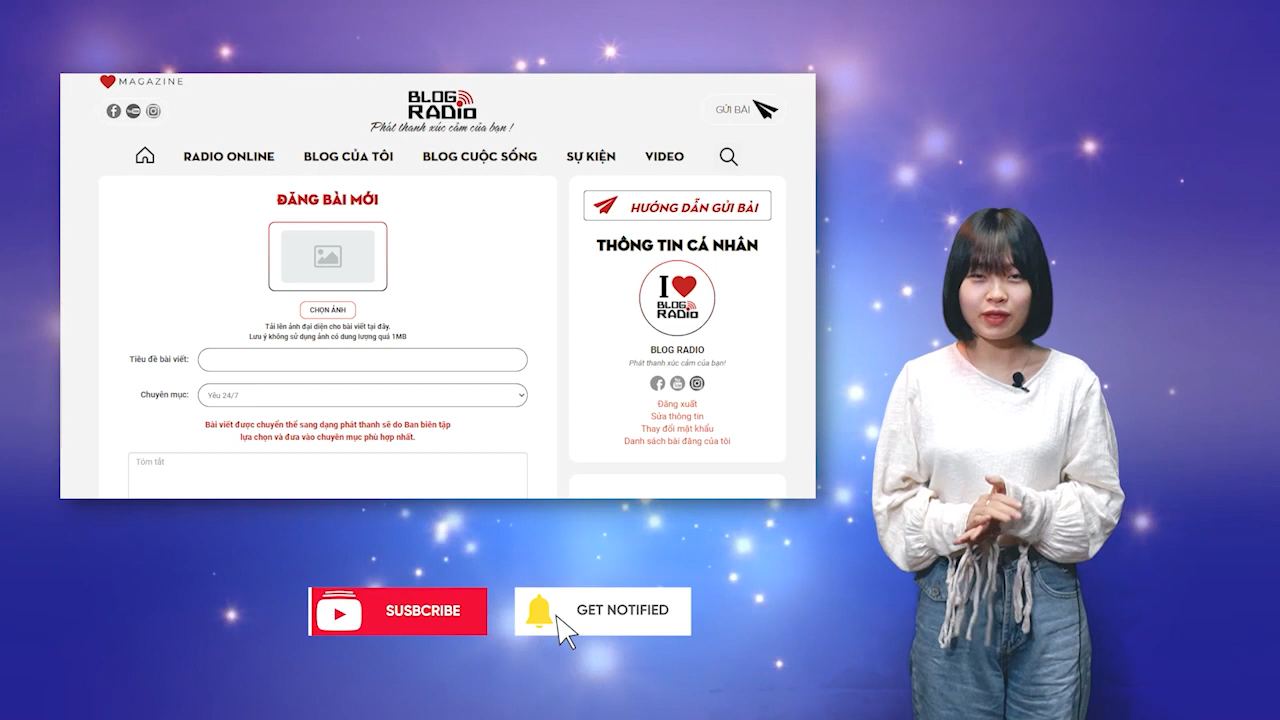 MAGAZINE
BLOG
RADIO
Phát thanh xúc cảm của bạn !
GỬI BÀI
RADIO ONLINE
BLOG CỦA TÔI
BLOG CUỘC SỐNG
SỰ KIỆN
VIDEO
ĐĂNG BÀI MỚI
CHỌN ẢNH
Tải lên ảnh đại diện cho bài viết tại đây.
Lưu ý không sử dụng ảnh có dung lượng quá 1MB
Tiêu đề bài viết:
Chuyên mục:
Yêu 24/7
Bài viết được chuyển thể sang dạng phát thanh sẽ do Ban biên tập
lựa chọn và đưa vào chuyên mục phù hợp nhất.
Tóm tắt
HƯỚNG DẪN GỬI BÀI
THÔNG TIN CÁ NHÂN
I
BLOG
RADIO
BLOG RADIO
Phát thanh xúc cảm của bạn!
Đăng xuất
Sửa thông tin
Thay đổi mật khẩu
Danh sách bài đăng của tôi
SUSBCRIBE
GET NOTIFIED